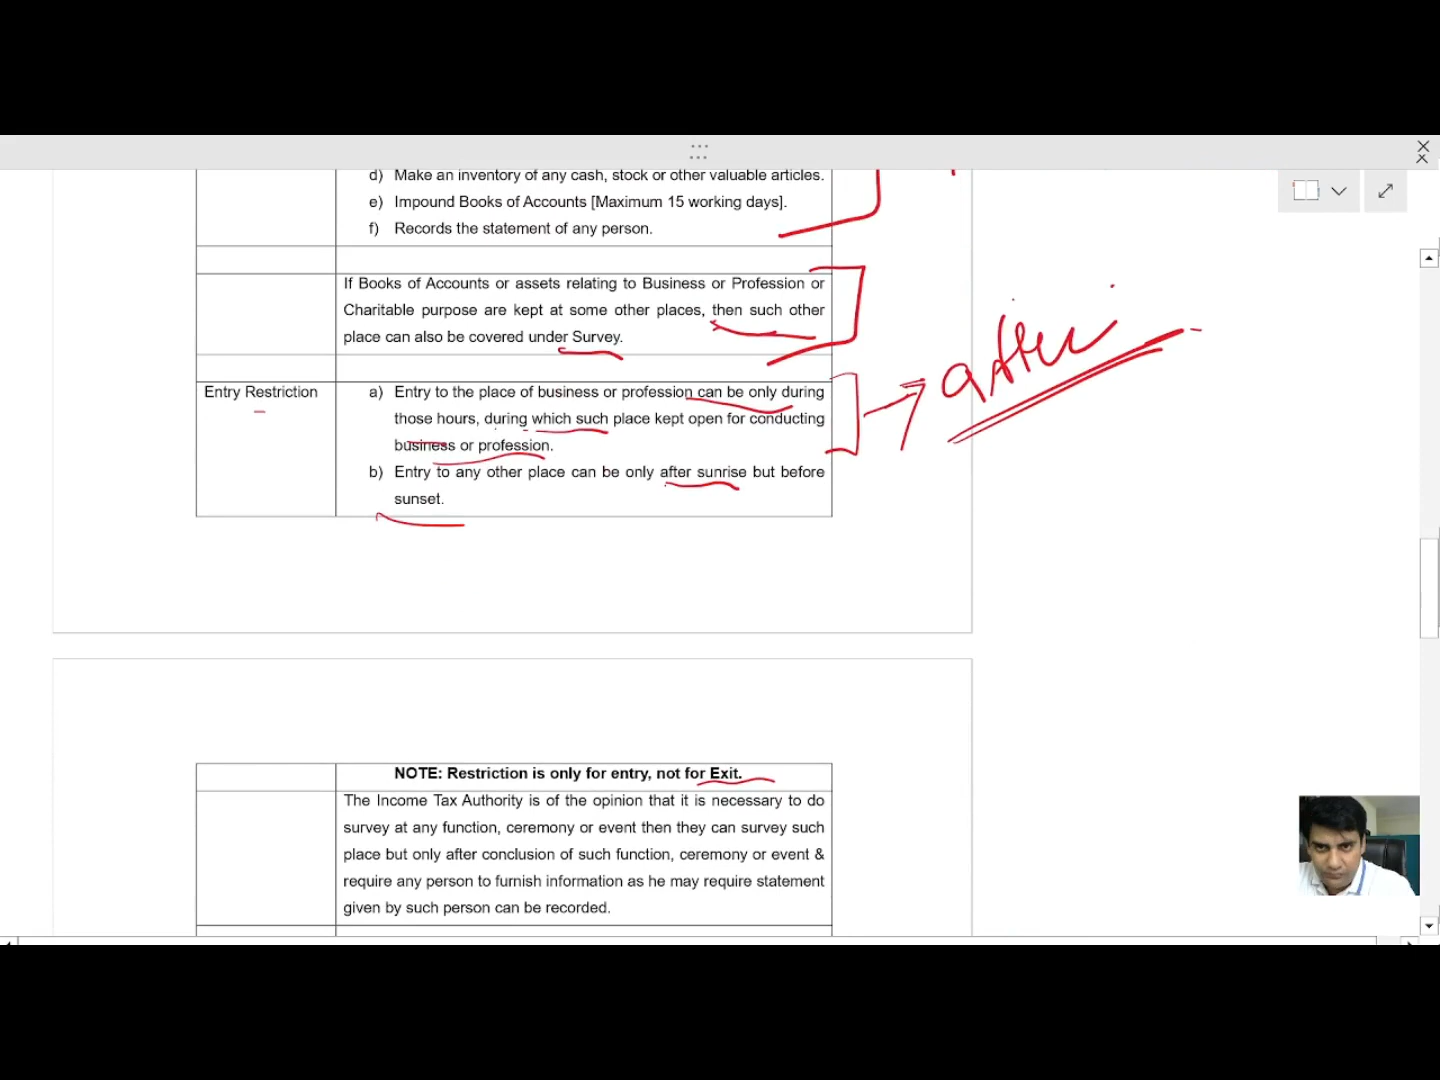 d) Make an inventory of any cash, stock or other valuable articles.
e) Impound Books of Accounts [Maximum 15 working days].
f) Records the statement of any person.
If Books of Accounts or assets relating to Business or Profession or
Charitable purpose are kept at some other places, then such other
place can also be covered under Survey.
Entry Restriction
a) Entry to the place of business or profession can be only during
those hours, during which such place kept open for conducting
business or profession.
b) Entry to any other place can be only after sunrise but before
sunset.
after
NOTE: Restriction is only for entry, not for Exit.
The Income Tax Authority is of the opinion that it is necessary to do
survey at any function, ceremony or event then they can survey such
place but only after conclusion of such function, ceremony or event &
require any person to furnish information as he may require statement
given by such person can be recorded.